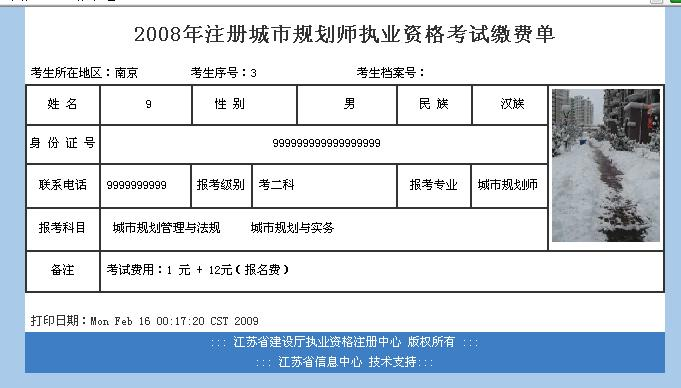 2008年注册城市规划师执业资格考试缴费单
考生所在地区：南京 考生序号：3 考生档案号：
姓 名 9 性 别 男 民 族 汉族
身 份 证 号 999999999999999999
联系电话 9999999999 报考级别 考二科 报考专业 城市规划师
报考科目 城市规划管理与法规 城市规划与实务
备注 考试费用：1 元 + 12元（报名费）
打印日期：Mon Feb 16 00:17:20 CST 2009
::: 江苏省建设厅执业资格注册中心 版权所有 :::
::: 江苏省信息中心 技术支持:::